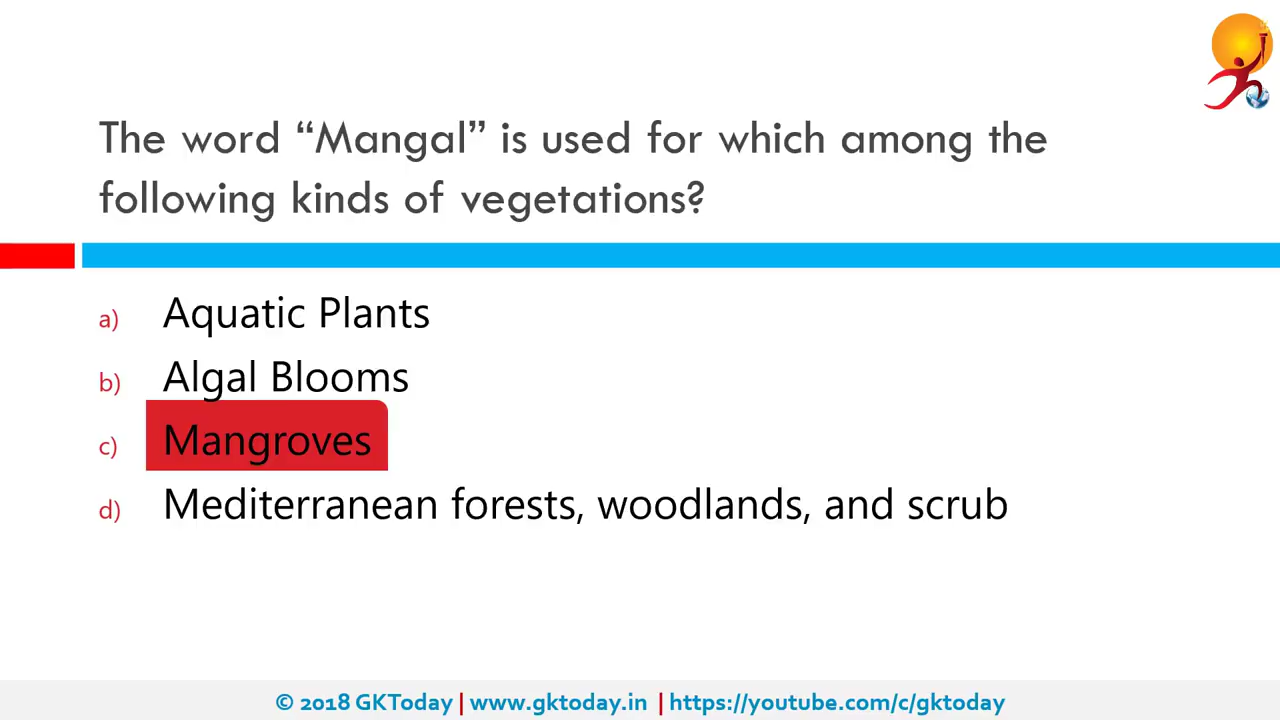 The word “Mangal” is used for which among the
following kinds of vegetations?
a) Aquatic Plants
b) Algal Blooms
c) Mangroves
d) Mediterranean forests, woodlands, and scrub
© 2018 GKToday | www.gktoday.in | https://youtube.com/c/gktoday